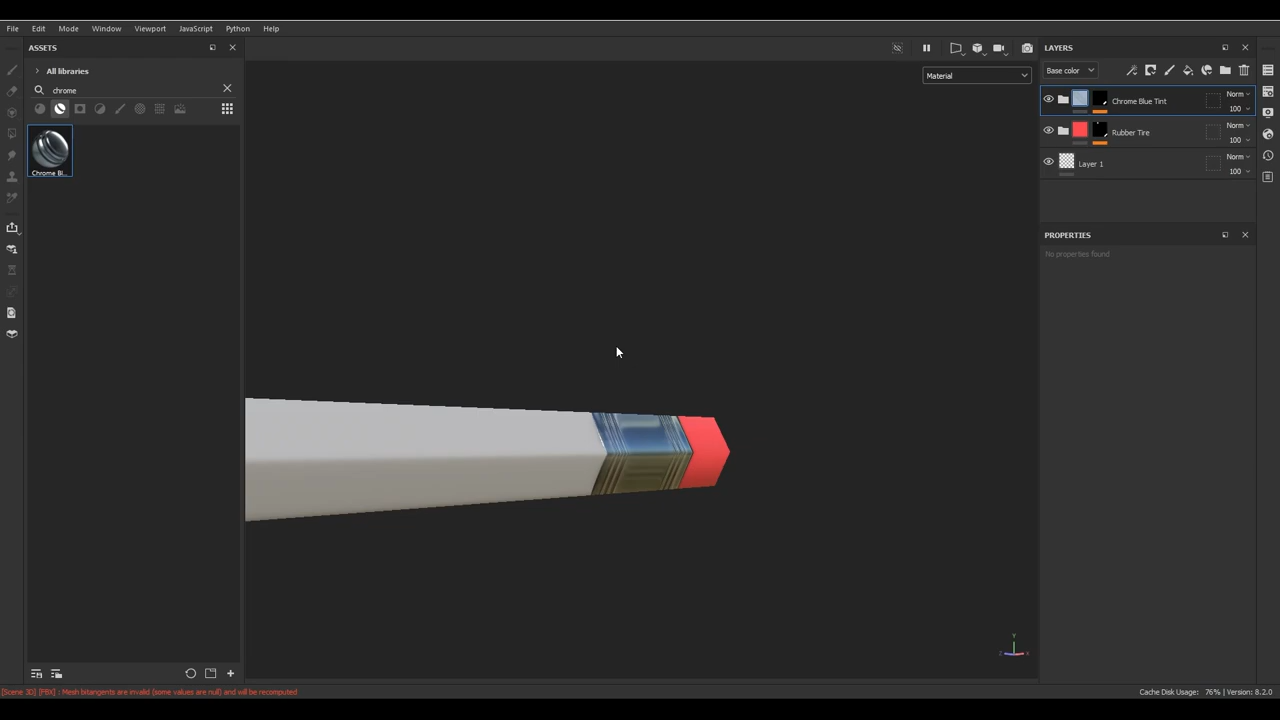 File Edit Mode Window Viewport JavaScript Python Help
ASSETS
All libraries
chrome
Chrome Bl...
Material
LAYERS
Base color
Chrome Blue Tint
Norm
100
Rubber Tire
Norm
100
Layer 1
Norm
100
PROPERTIES
No properties found
Y
Z
X
[Scene 3D] [FBX] : Mesh bitangents are invalid (some values are null) and will be recomputed
Cache Disk Usage: 76% | Version: 8.2.0